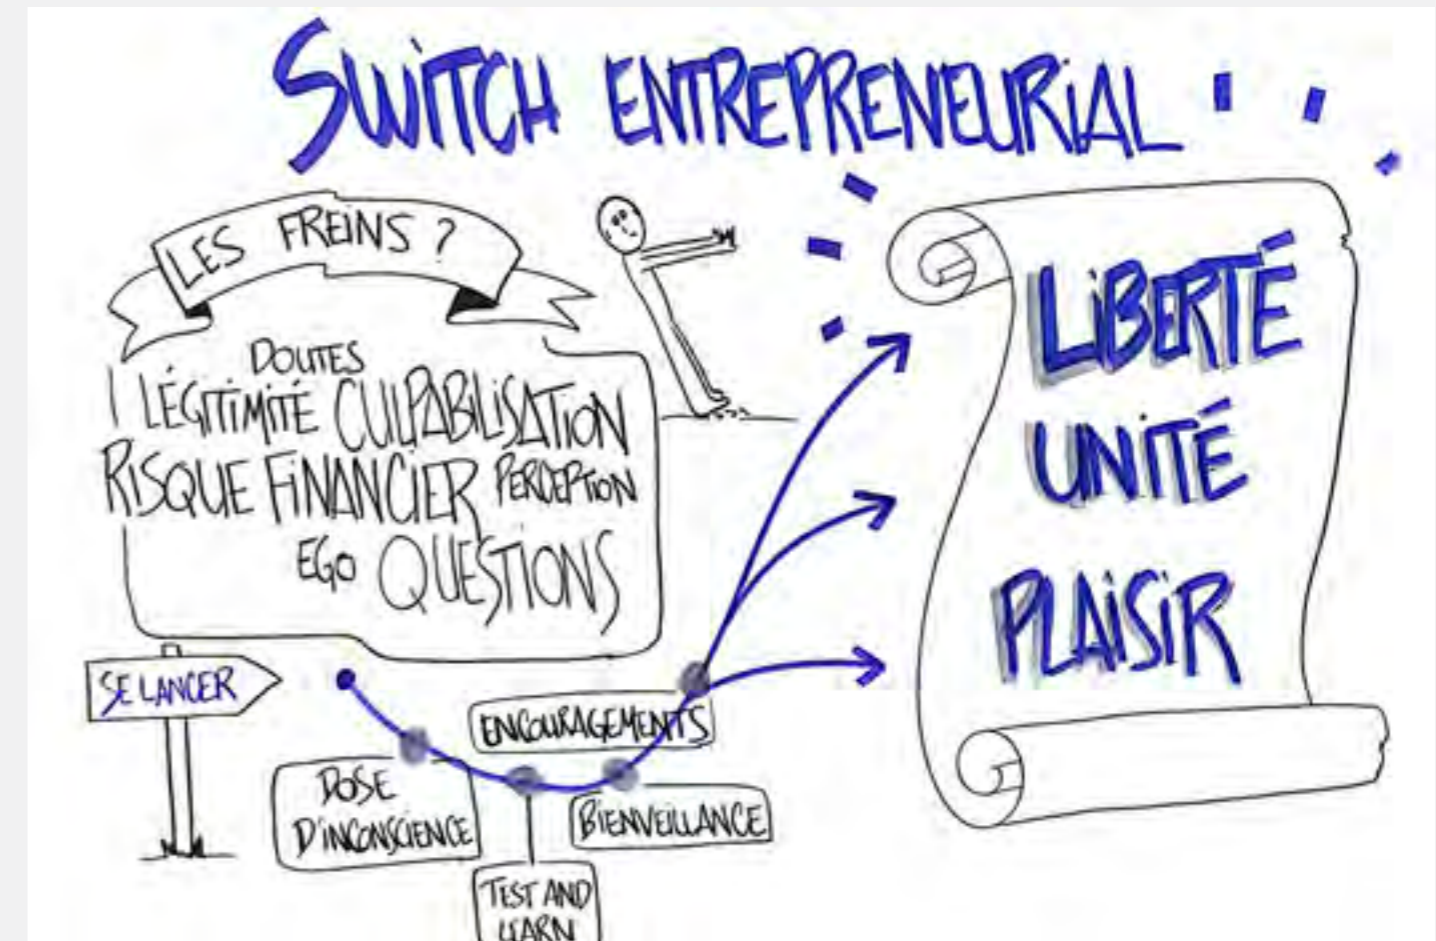 SWITCH ENTREPRENEURIAL
LES FREINS ?
DOUTES
LÉGITIMITÉ CULPABILISATION
RISQUE FINANCIER PERCEPTION
EGO QUESTIONS
LIBERTÉ
UNITÉ
PLAISIR
SE LANCER
ENCOURAGEMENTS
DOSE
D'INCONSCIENCE
BIENVEILLANCE
TEST AND
LEARN